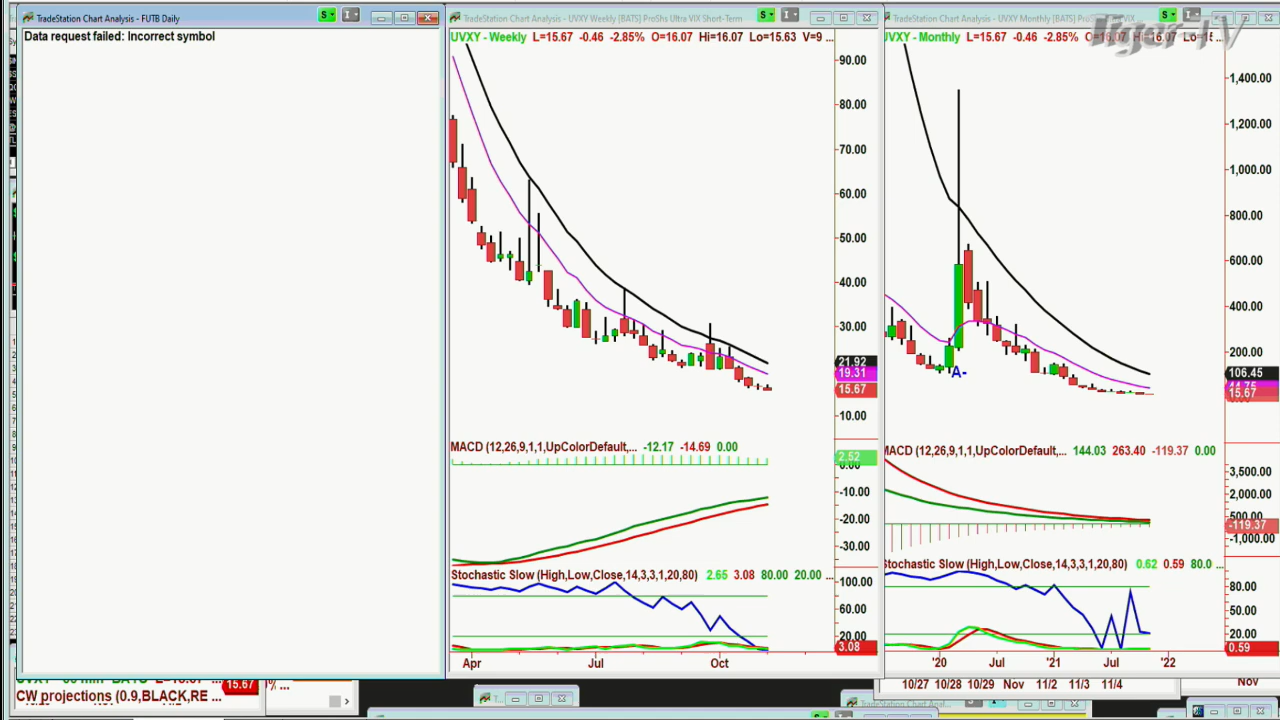 TradeStation Chart Analysis - FUTB Daily
Data request failed: Incorrect symbol
TradeStation Chart Analysis - UVXY Weekly [BATS] ProShs Ultra VIX Short-Term
UVXY - Weekly L=15.67 -0.46 -2.85% O=16.07 Hi=16.07 Lo=15.63 V=9 ...
90.00
80.00
70.00
60.00
50.00
40.00
30.00
21.92
19.31
15.67
10.00
MACD (12,26,9,1,1,UpColorDefault,... -12.17 -14.69 0.00
2.52
0.00
-10.00
-20.00
-30.00
Stochastic Slow (High,Low,Close,14,3,3,1,20,80) 2.65 3.08 80.00 20.00 ...
100.00
60.00
20.00
3.08
Apr Jul Oct
TradeStation Chart Analysis - UVXY Monthly [BATS] ProShs Ultra VIX
Tiger TV
UVXY - Monthly L=15.67 -0.46 -2.85% O=16.07 Hi=16.07
1,400.00
1,200.00
1,000.00
800.00
600.00
400.00
200.00
106.45
44.75
15.67
A-
MACD (12,26,9,1,1,UpColorDefault,... 144.03 263.40 -119.37 0.00
3,500.00
2,000.00
500.00
-119.37
-1,000.00
Stochastic Slow (High,Low,Close,14,3,3,1,20,80) 0.62 0.59 80.0 ...
80.00
50.00
20.00
0.59
'20 Jul '21 Jul '22
10/27 10/28 10/29 Nov 11/2 11/3 11/4
Nov
15.67
CW projections (0.9,BLACK,RE ...
TradeStation Chart Anal